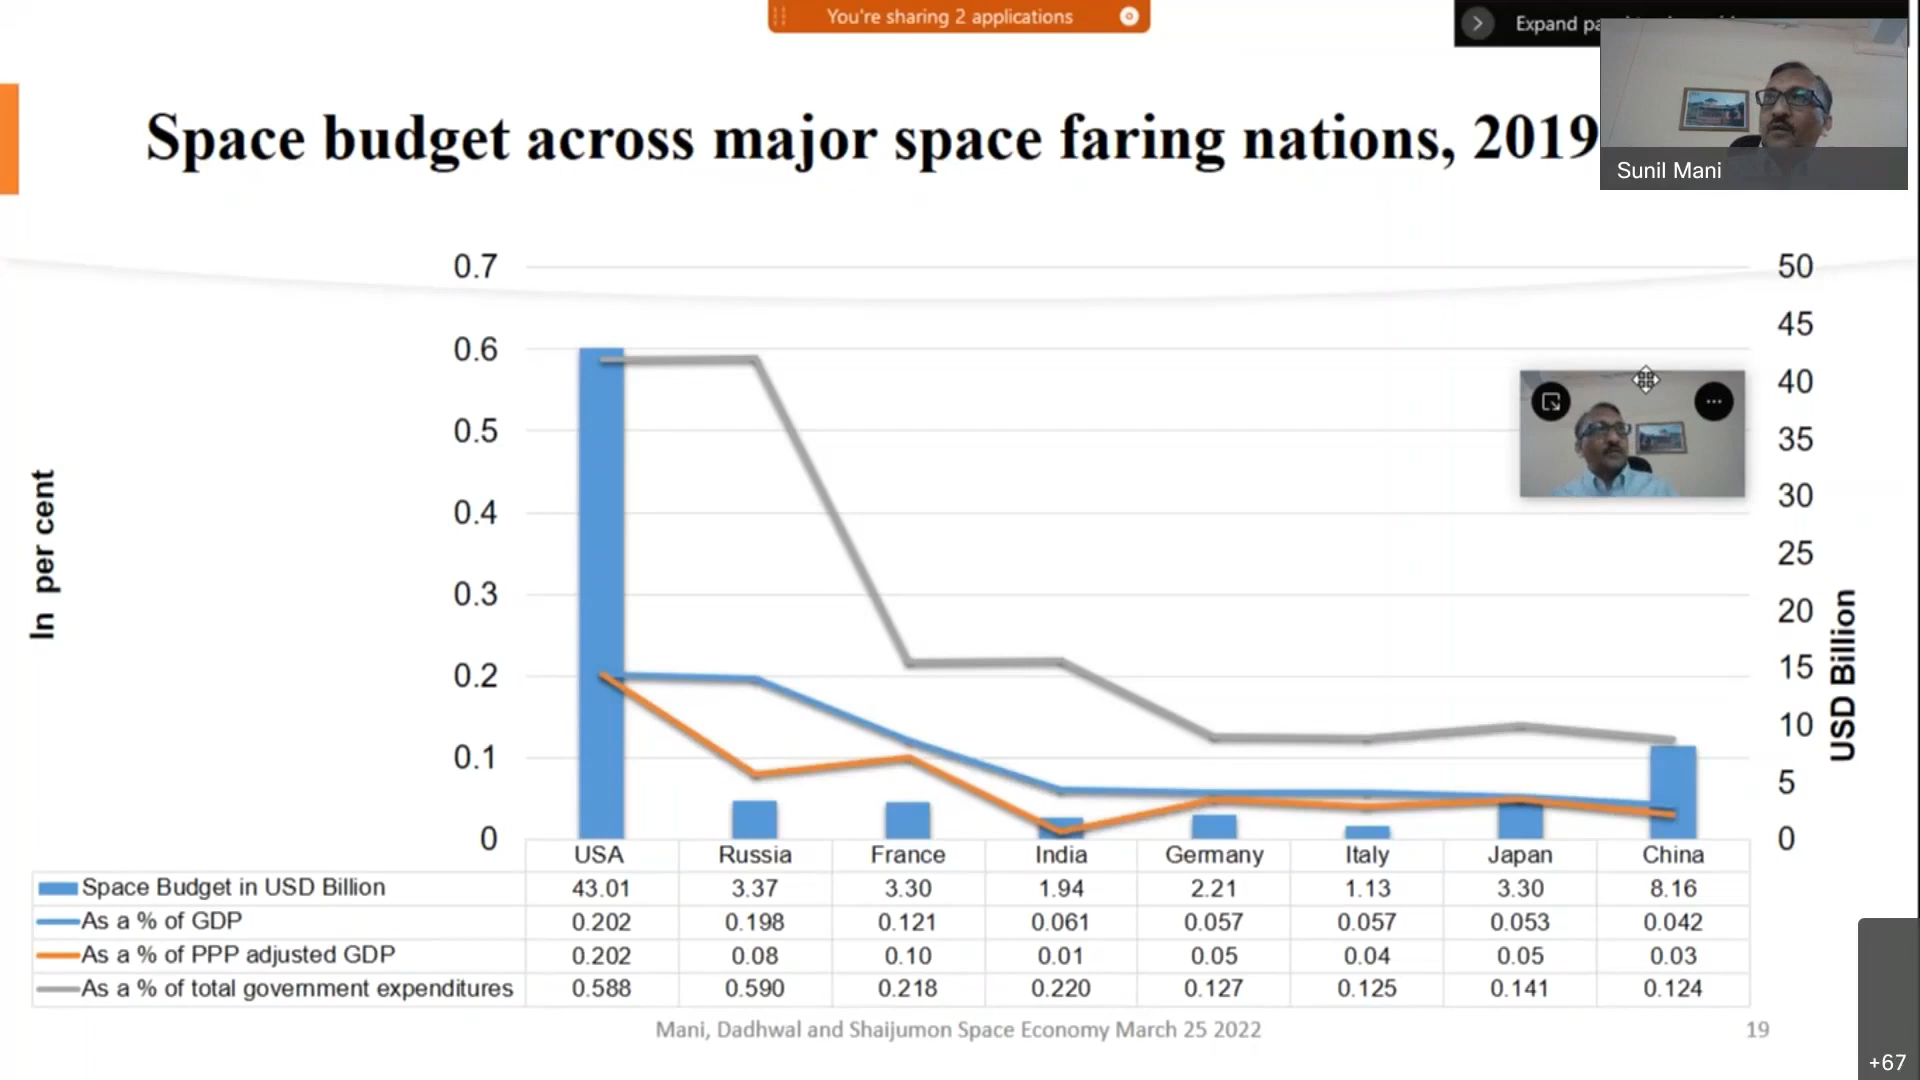 You're sharing 2 applications
Expand pa
Space budget across major space faring nations, 2019
Sunil Mani
In per cent
0.7
0.6
0.5
0.4
0.3
0.2
0.1
0
50
45
40
35
30
25
20
15
10
5
0
USD Billion
USA Russia France India Germany Italy Japan China
Space Budget in USD Billion 43.01 3.37 3.30 1.94 2.21 1.13 3.30 8.16
As a % of GDP 0.202 0.198 0.121 0.061 0.057 0.057 0.053 0.042
As a % of PPP adjusted GDP 0.202 0.08 0.10 0.01 0.05 0.04 0.05 0.03
As a % of total government expenditures 0.588 0.590 0.218 0.220 0.127 0.125 0.141 0.124
Mani, Dadhwal and Shaijumon Space Economy March 25 2022
19
+67